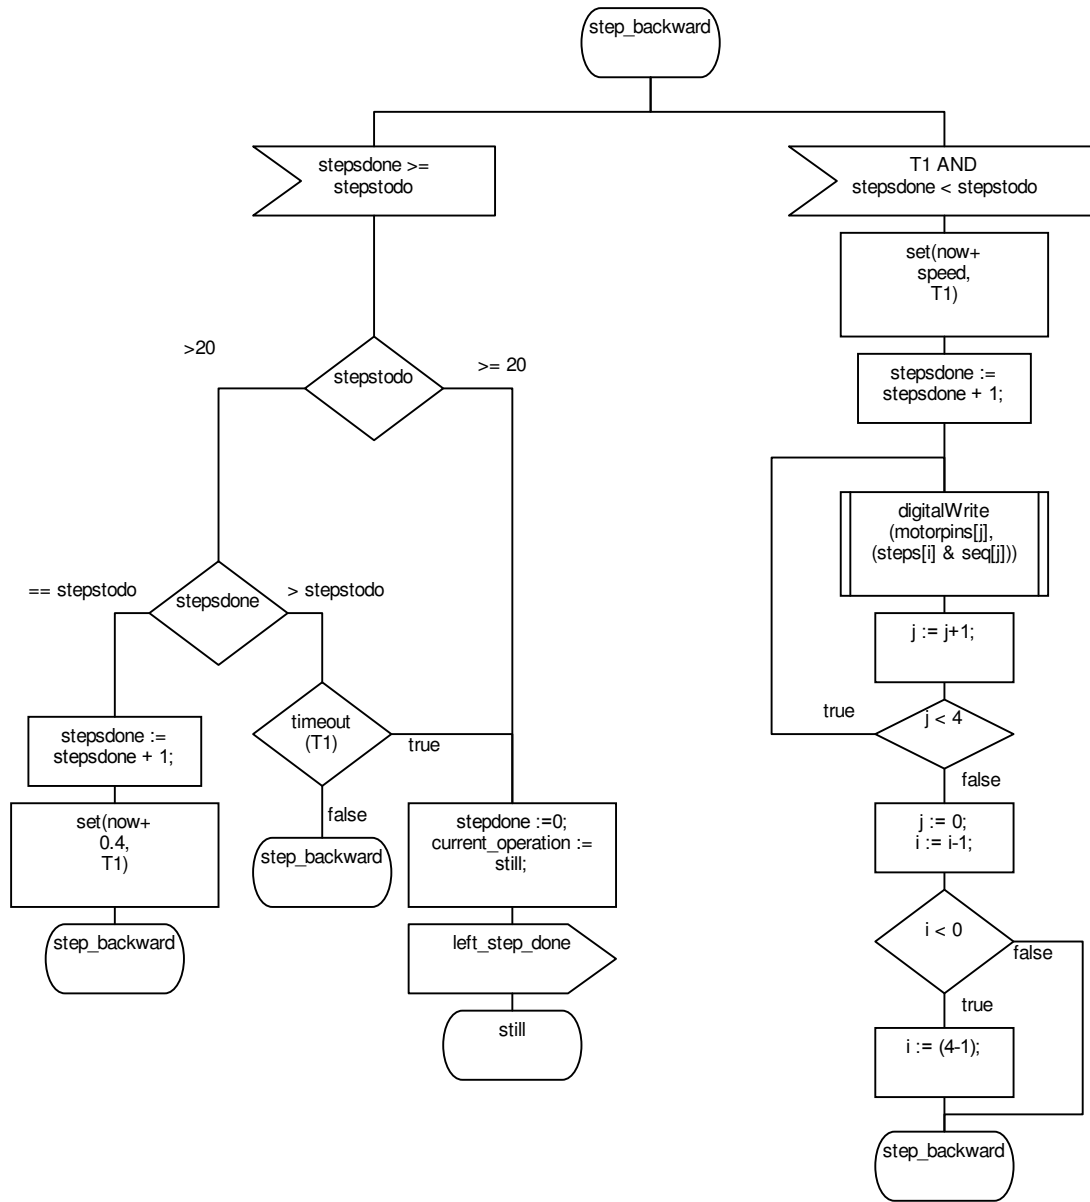 step_backward
stepsdone >=
stepstodo
T1 AND
stepsdone < stepstodo
set(now+
speed,
T1)
>20
stepstodo
>= 20
stepsdone :=
stepsdone + 1;
digitalWrite
(motorpins[j],
(steps[i] & seq[j]))
== stepstodo
stepsdone
> stepstodo
j := j+1;
timeout
(T1)
true
true
j < 4
false
stepsdone :=
stepsdone + 1;
set(now+
0.4,
T1)
false
step_backward
stepdone :=0;
current_operation :=
still;
j := 0;
i := i-1;
step_backward
left_step_done
i < 0
false
true
still
i := (4-1);
step_backward